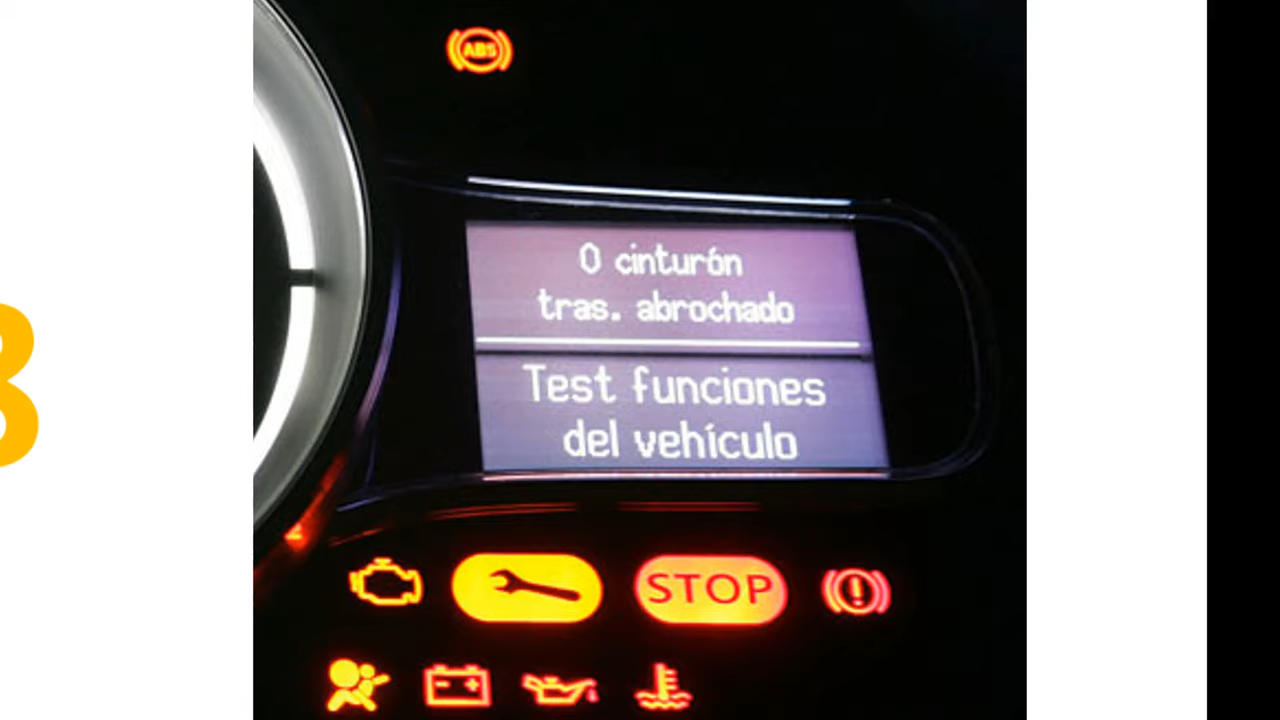 ABS
0 cinturón
tras. abrochado
Test funciones
del vehículo
STOP